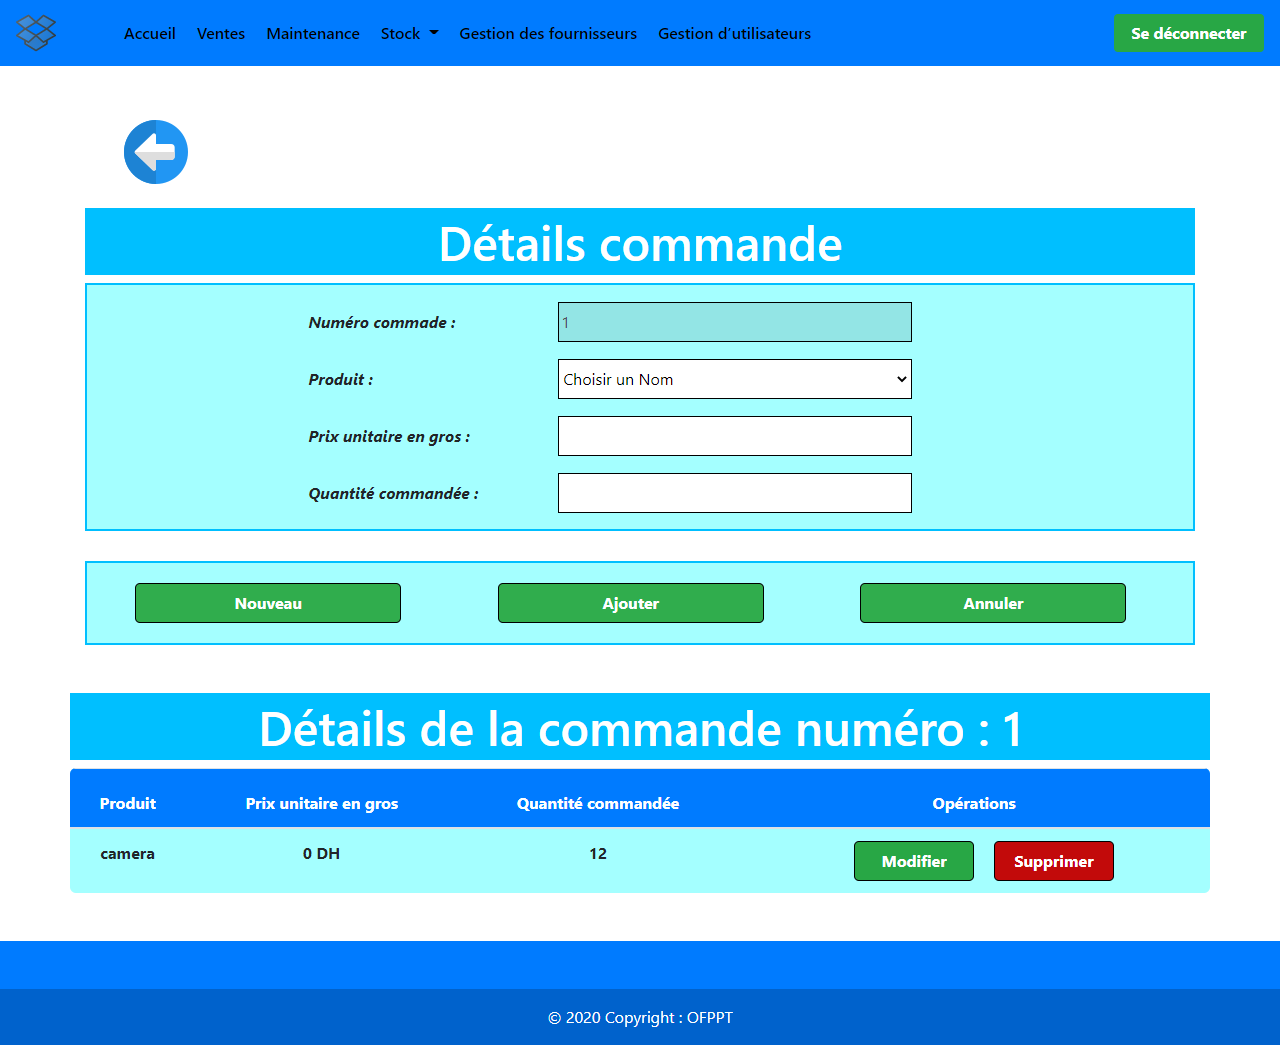 Accueil Ventes Maintenance Stock Gestion des fournisseurs Gestion d'utilisateurs Se déconnecter
Détails commande
Numéro commade : 1
Produit : Choisir un Nom
Prix unitaire en gros :
Quantité commandée :
Nouveau Ajouter Annuler
Détails de la commande numéro : 1
Produit Prix unitaire en gros Quantité commandée Opérations
camera 0 DH 12 Modifier Supprimer
© 2020 Copyright : OFPPT